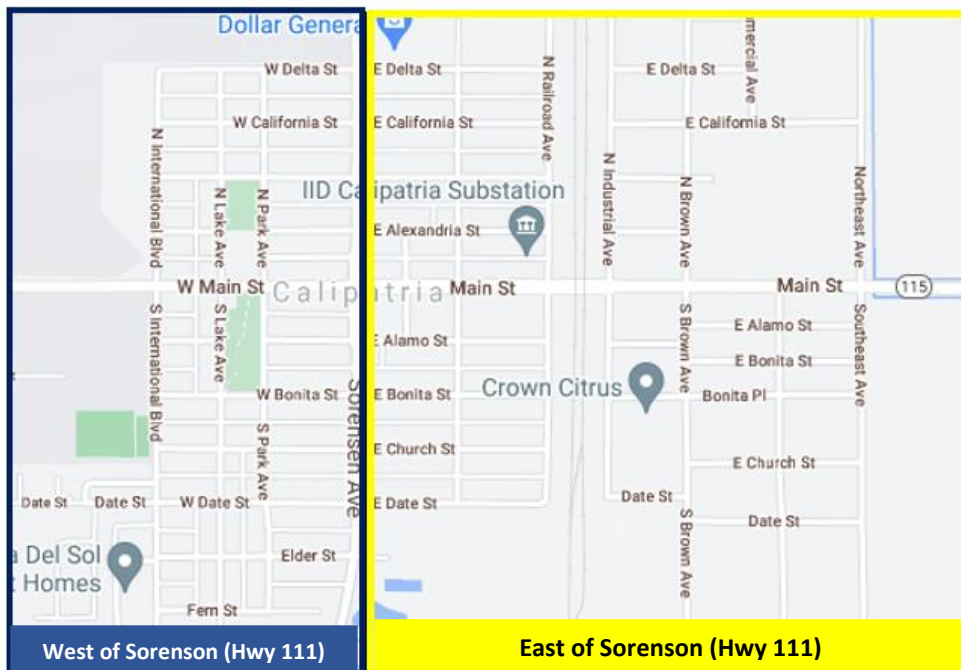 Dollar Genera
W Delta St
E Delta St
N Railroad Ave
E Delta St
mercial Ave
W California St
E California St
E California St
N International Blvd
N Lake Ave
N Park Ave
IID Calipatria Substation
N Industrial Ave
N Brown Ave
Northeast Ave
E Alexandria St
W Main St
Calipatria
Main St
Main St
115
S International Blvd
S Lake Ave
E Alamo St
S Brown Ave
E Alamo St
Southeast Ave
E Bonita St
Crown Citrus
W Bonita St
Sorensen Ave
E Bonita St
Bonita Pl
S Park Ave
E Church St
E Church St
Date St
Date St
W Date St
E Date St
Date St
Date St
S Brown Ave
a Del Sol
t Homes
Elder St
Fern St
West of Sorenson (Hwy 111)
East of Sorenson (Hwy 111)